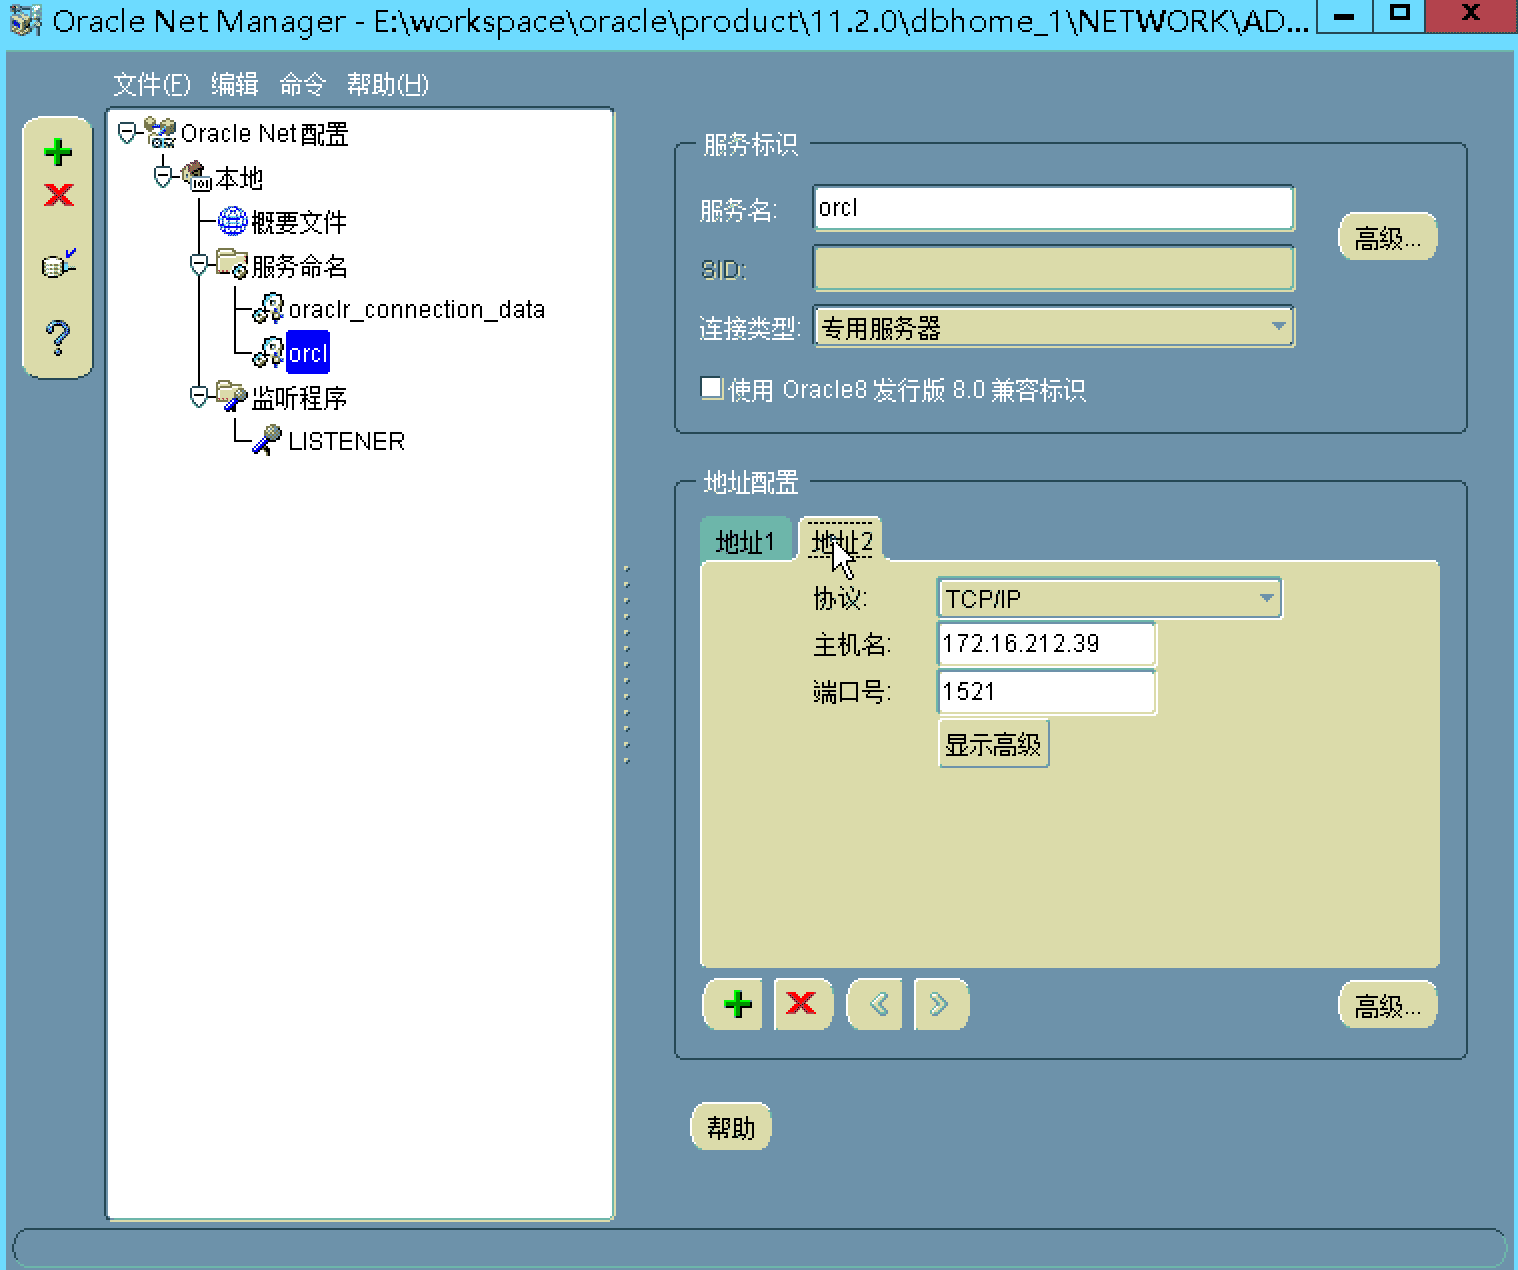 Oracle Net Manager - E:\workspace\oracle\product\11.2.0\dbhome_1\NETWORK\AD...
文件(F) 编辑 命令 帮助(H)
Oracle Net 配置
本地
概要文件
服务命名
oraclr_connection_data
orcl
监听程序
LISTENER
服务标识
服务名: orcl
高级...
SID:
连接类型: 专用服务器
使用 Oracle8 发行版 8.0 兼容标识
地址配置
地址1 地址2
协议: TCP/IP
主机名: 172.16.212.39
端口号: 1521
显示高级
高级...
帮助